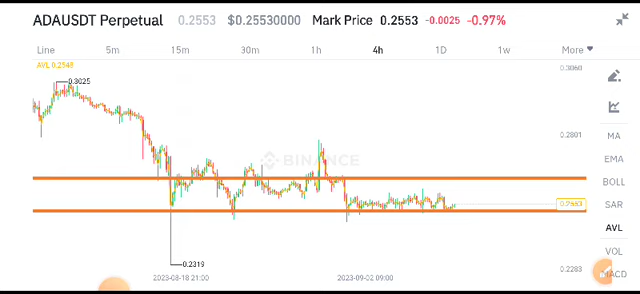 ADAUSDT Perpetual 0.2553 $0.25530000 Mark Price 0.2553 -0.0025 -0.97%
Line 5m 15m 30m 1h 4h 1D 1w More
AVL 0.2548
0.3025
0.3068
0.2801
0.2553
0.2283
0.2319
BINANCE
2023-08-18 21:00
2023-09-02 09:00
MA
EMA
BOLL
SAR
AVL
VOL
MACD